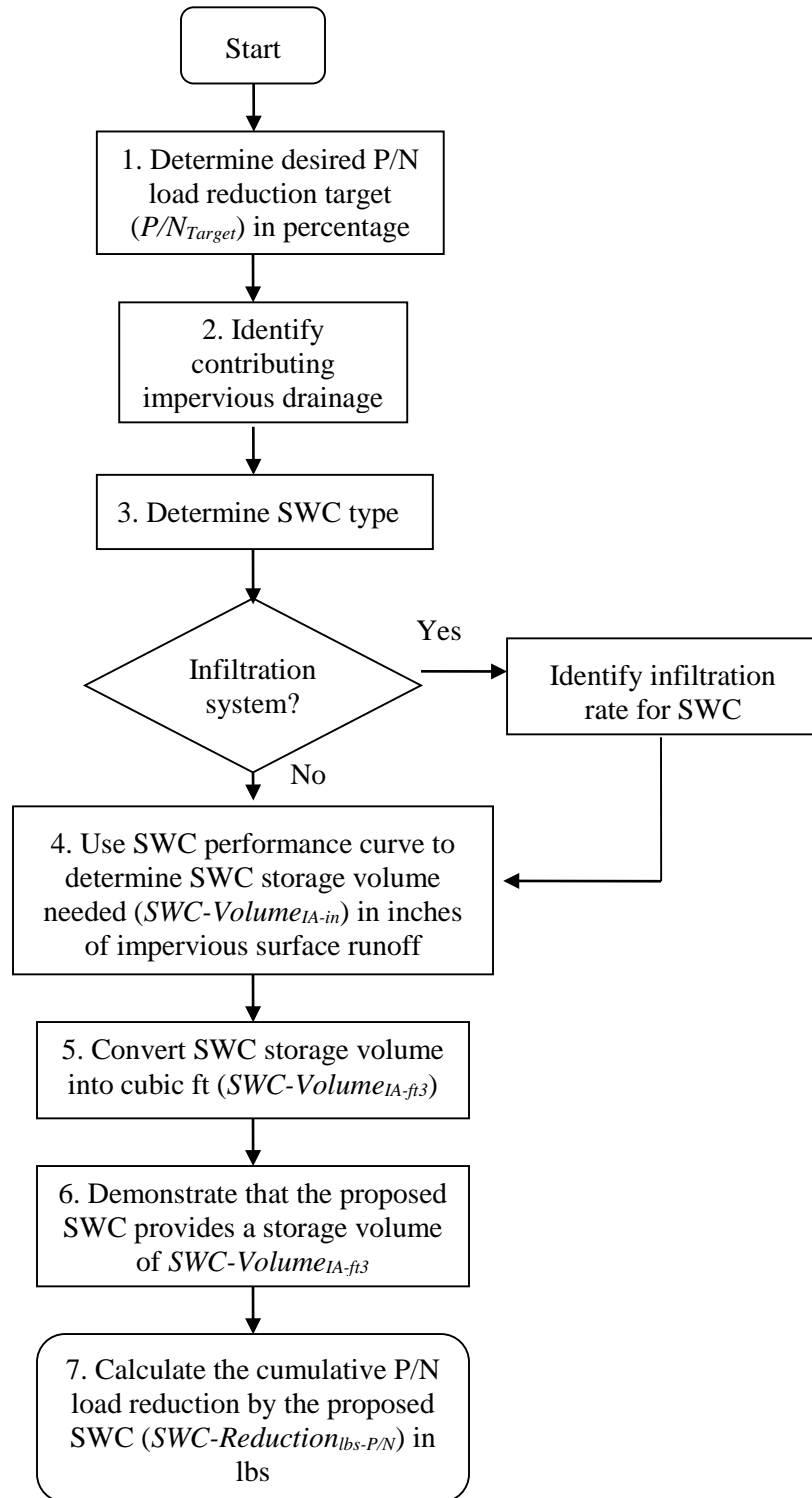 Start
1. Determine desired P/N
load reduction target
(P/NTarget) in percentage
2. Identify
contributing
impervious drainage
3. Determine SWC type
Infiltration
system?
Yes
Identify infiltration
rate for SWC
No
4. Use SWC performance curve to
determine SWC storage volume
needed (SWC-VolumeIA-in) in inches
of impervious surface runoff
5. Convert SWC storage volume
into cubic ft (SWC-VolumeIA-ft3)
6. Demonstrate that the proposed
SWC provides a storage volume
of SWC-VolumeIA-ft3
7. Calculate the cumulative P/N
load reduction by the proposed
SWC (SWC-Reductionlbs-P/N) in
lbs